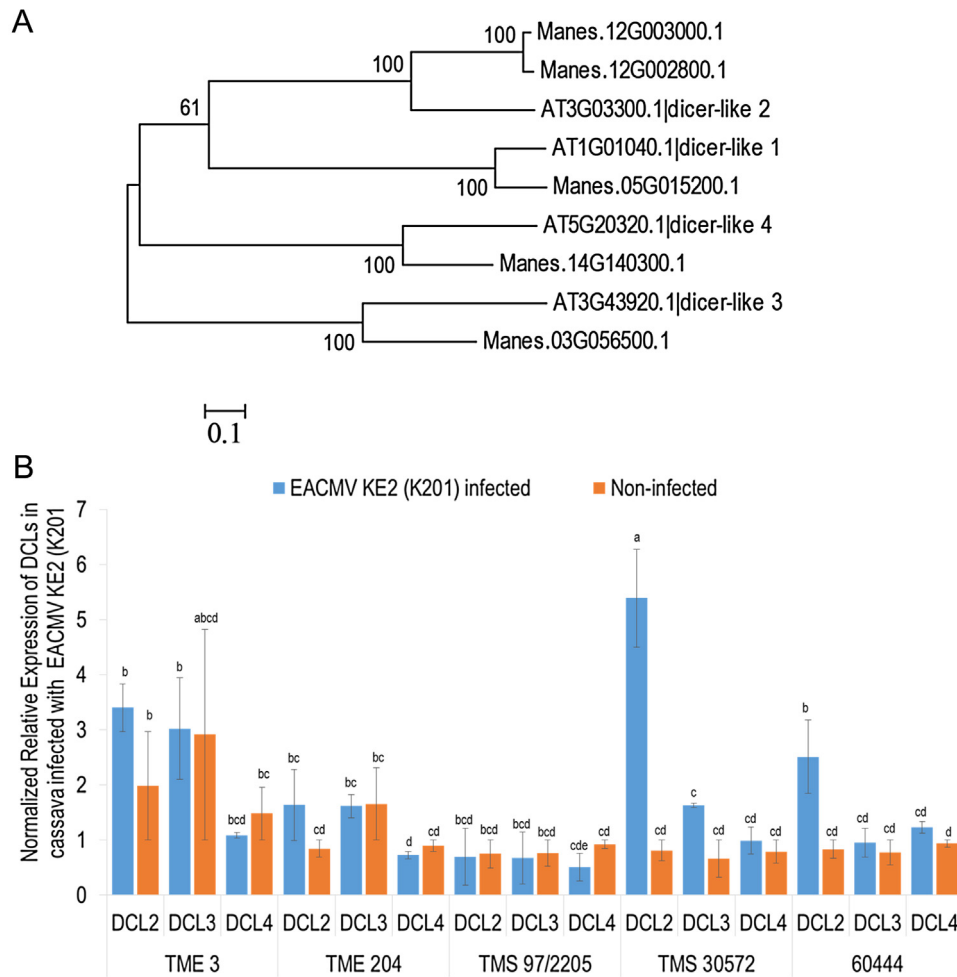 A
100
Manes.12G003000.1
100
Manes.12G002800.1
61
AT3G03300.1|dicer-like 2
AT1G01040.1|dicer-like 1
100
Manes.05G015200.1
AT5G20320.1|dicer-like 4
100
Manes.14G140300.1
AT3G43920.1|dicer-like 3
100
Manes.03G056500.1
0.1
B
EACMV KE2 (K201) infected
Non-infected
Normalized Relative Expression of DCLs in
cassava infected with EACMV KE2 (K201
7
6
5
4
3
2
1
0
b b b abcd bcd bc
bc cd bc bc d cd
bcd bcd bcd bcd cde cd
a cd c cd cd cd
b cd cd cd cd d
DCL2 DCL3 DCL4 DCL2 DCL3 DCL4 DCL2 DCL3 DCL4 DCL2 DCL3 DCL4 DCL2 DCL3 DCL4
TME 3 TME 204 TMS 97/2205 TMS 30572 60444